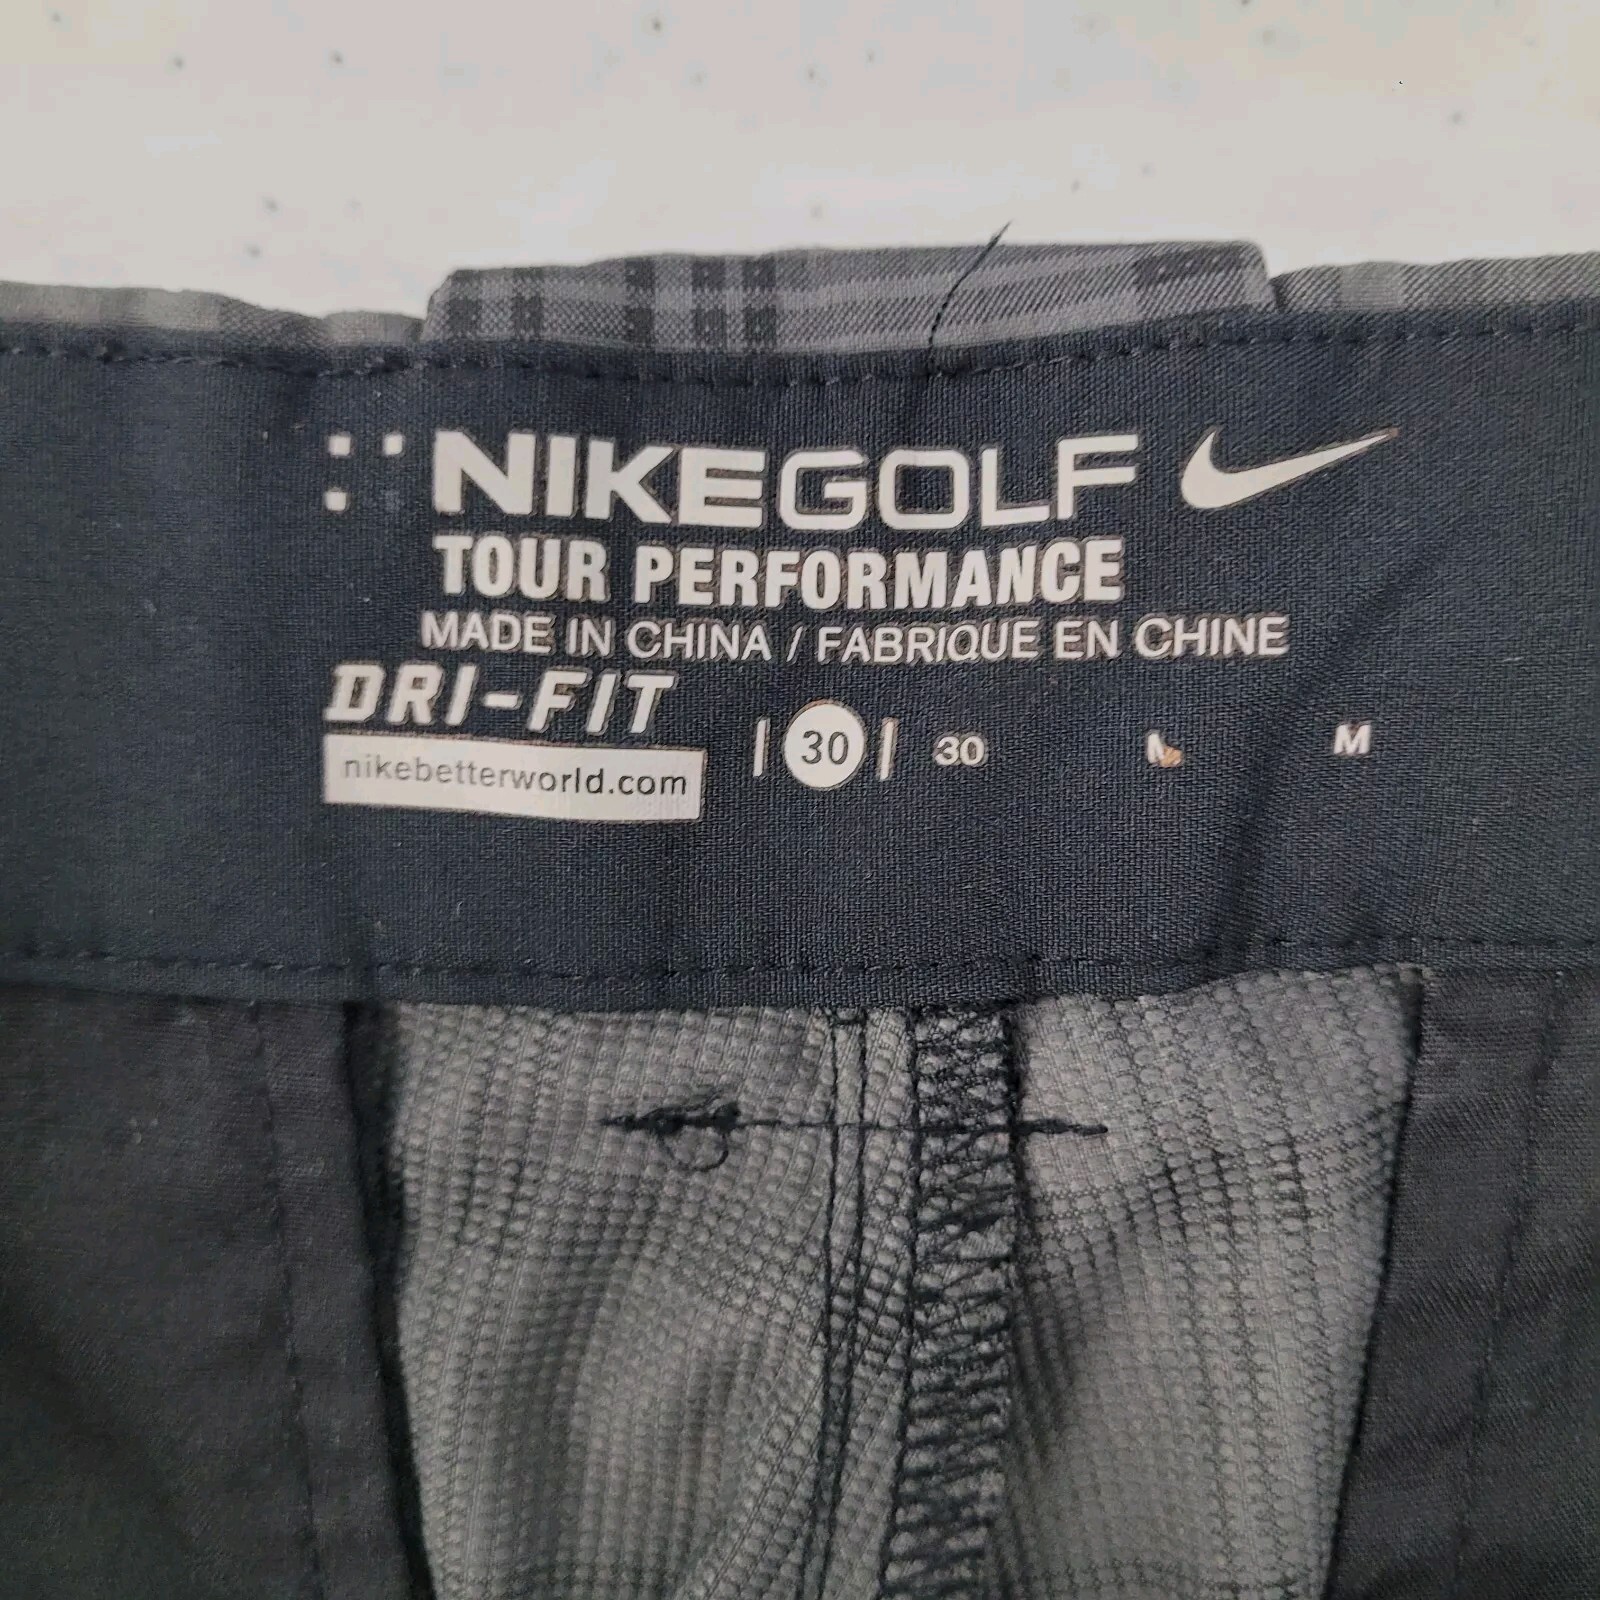 NIKEGOLF
TOUR PERFORMANCE
MADE IN CHINA / FABRIQUE EN CHINE
DRI-FIT
nikebetterworld.com
| 30 | 30 M